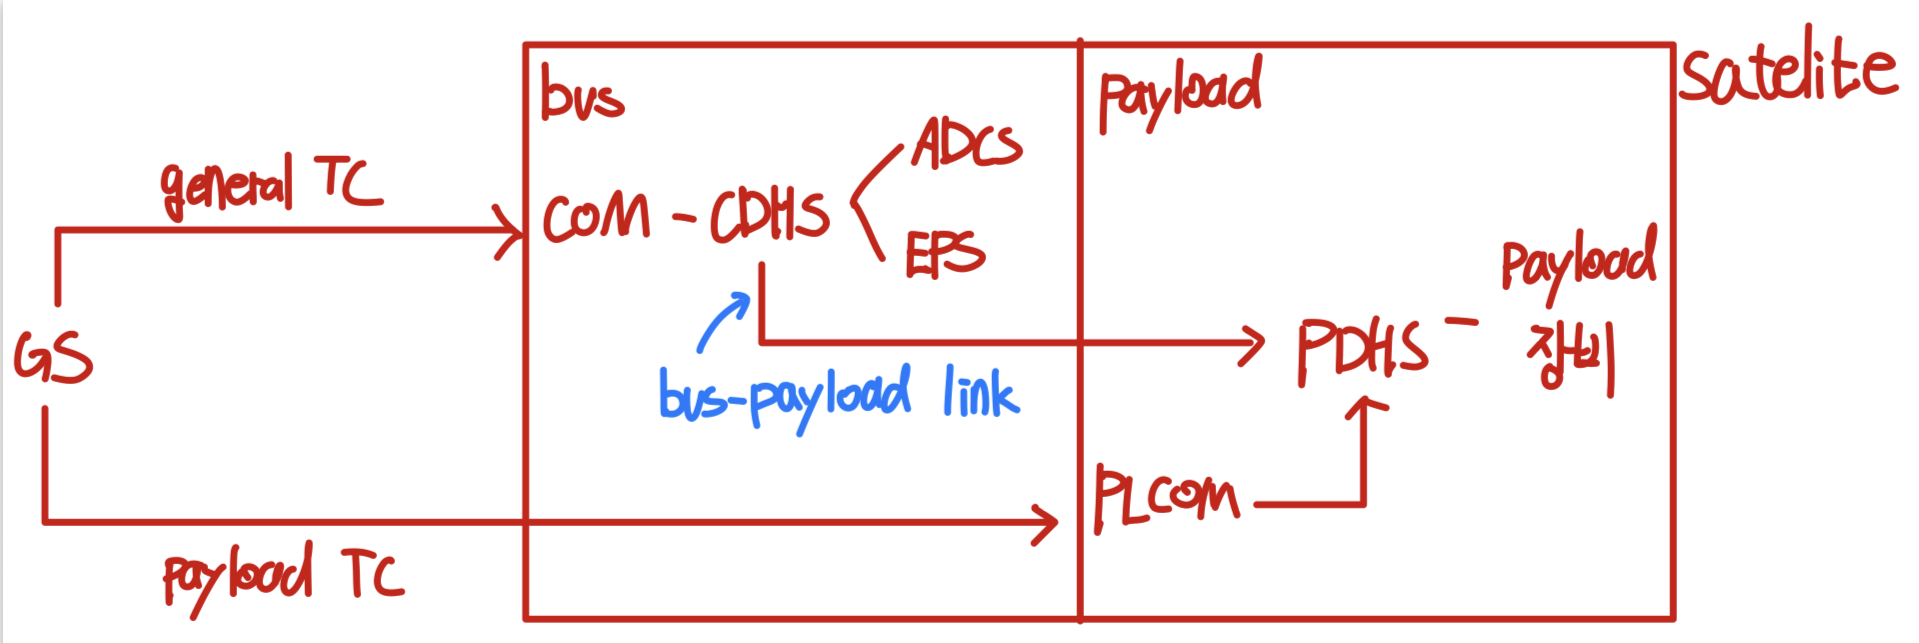 Satelite
bus
payload
ADCS
general TC
COM - CDHS
EPS
payload
장비
PDHS -
GS
bus-payload link
PLCOM
payload TC